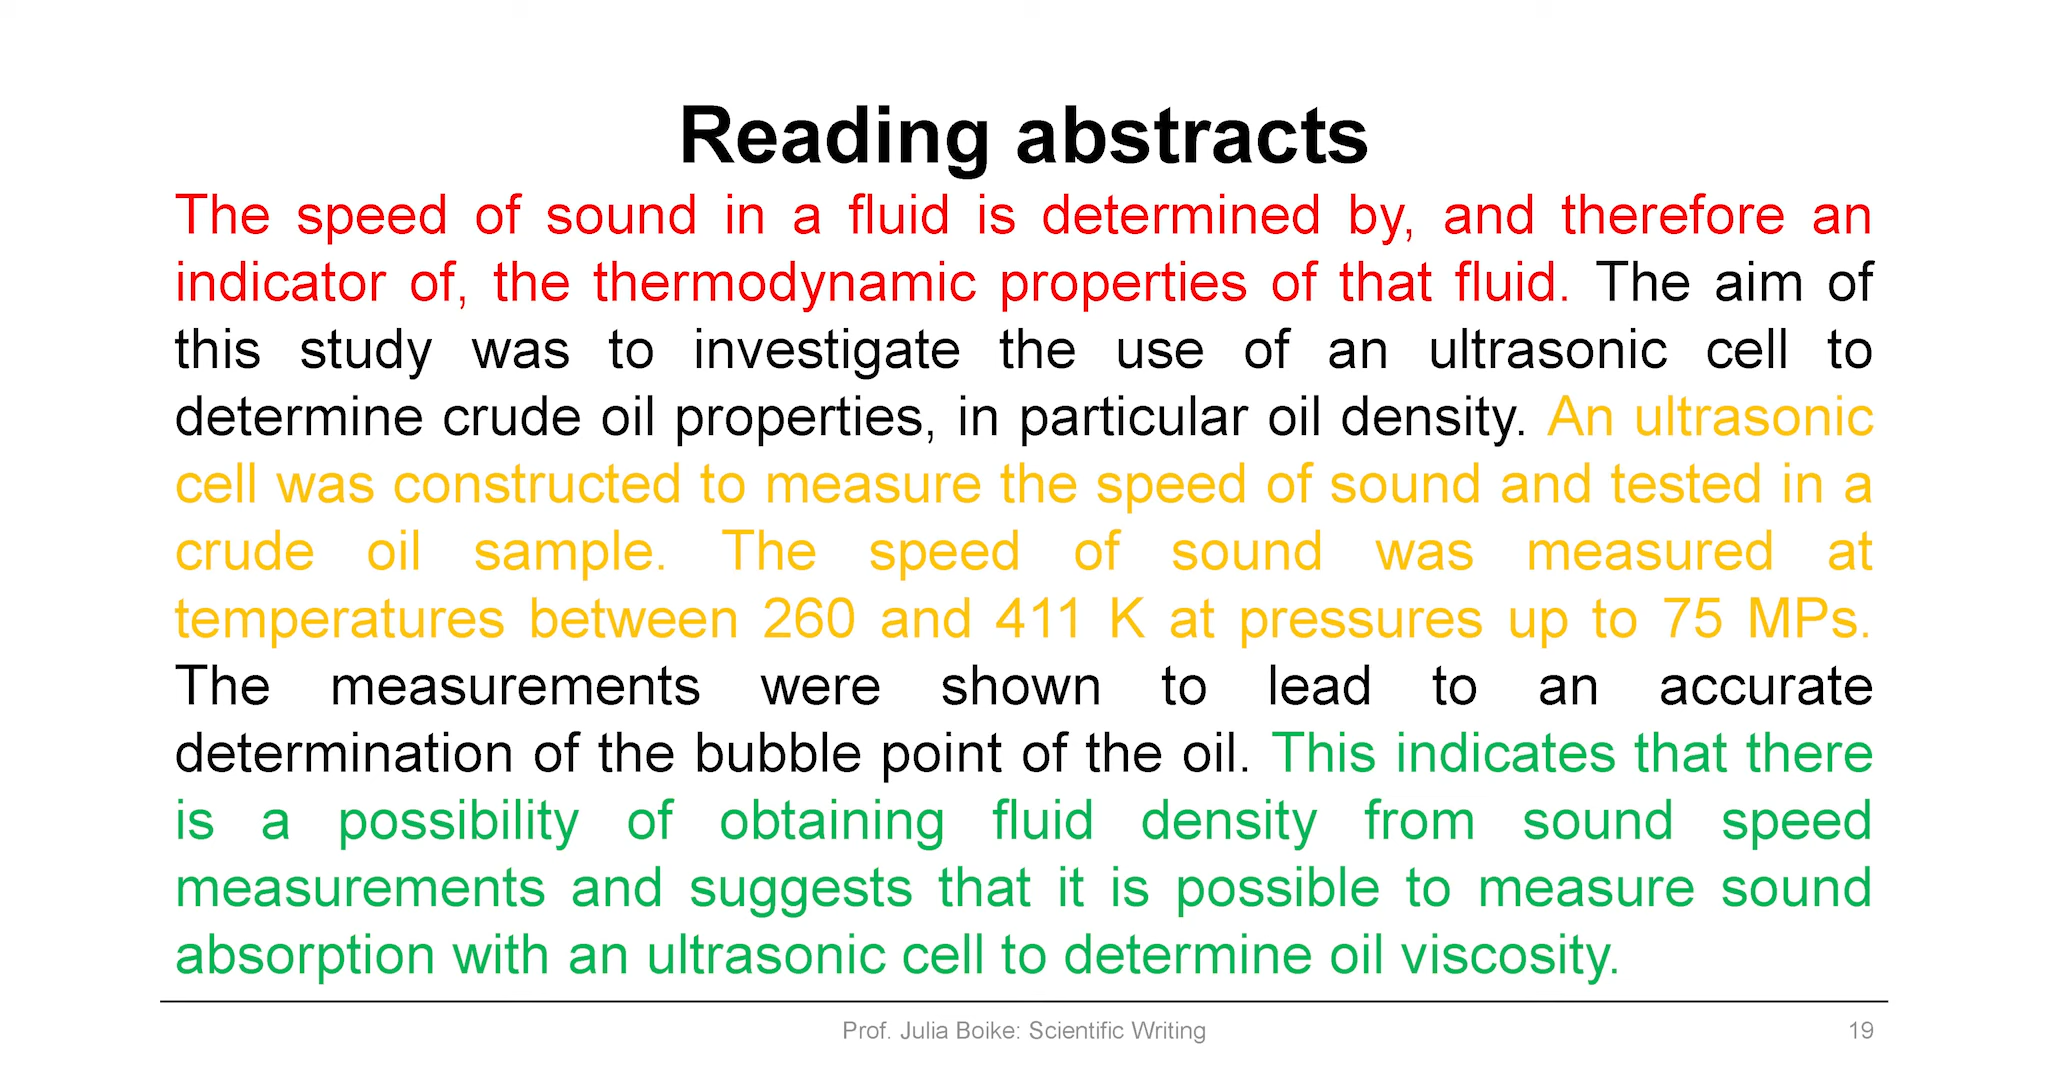 Reading abstracts
The speed of sound in a fluid is determined by, and therefore an
indicator of, the thermodynamic properties of that fluid. The aim of
this study was to investigate the use of an ultrasonic cell to
determine crude oil properties, in particular oil density. An ultrasonic
cell was constructed to measure the speed of sound and tested in a
crude oil sample. The speed of sound was measured at
temperatures between 260 and 411 K at pressures up to 75 MPs.
The measurements were shown to lead to an accurate
determination of the bubble point of the oil. This indicates that there
is a possibility of obtaining fluid density from sound speed
measurements and suggests that it is possible to measure sound
absorption with an ultrasonic cell to determine oil viscosity.
Prof. Julia Boike: Scientific Writing
19